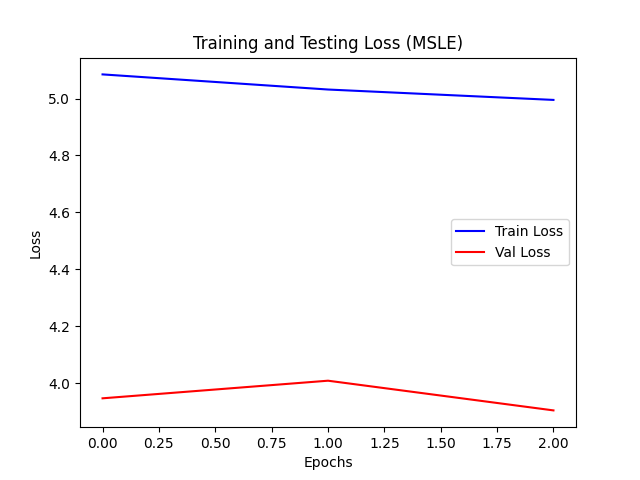 Training and Testing Loss (MSLE)
5.0
4.8
4.6
4.4
4.2
4.0
Loss
Train Loss
Val Loss
0.00 0.25 0.50 0.75 1.00 1.25 1.50 1.75 2.00
Epochs